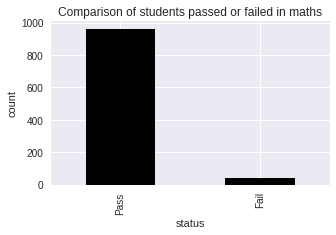 Comparison of students passed or failed in maths
1000
800
600
400
200
0
count
Pass
Fail
status